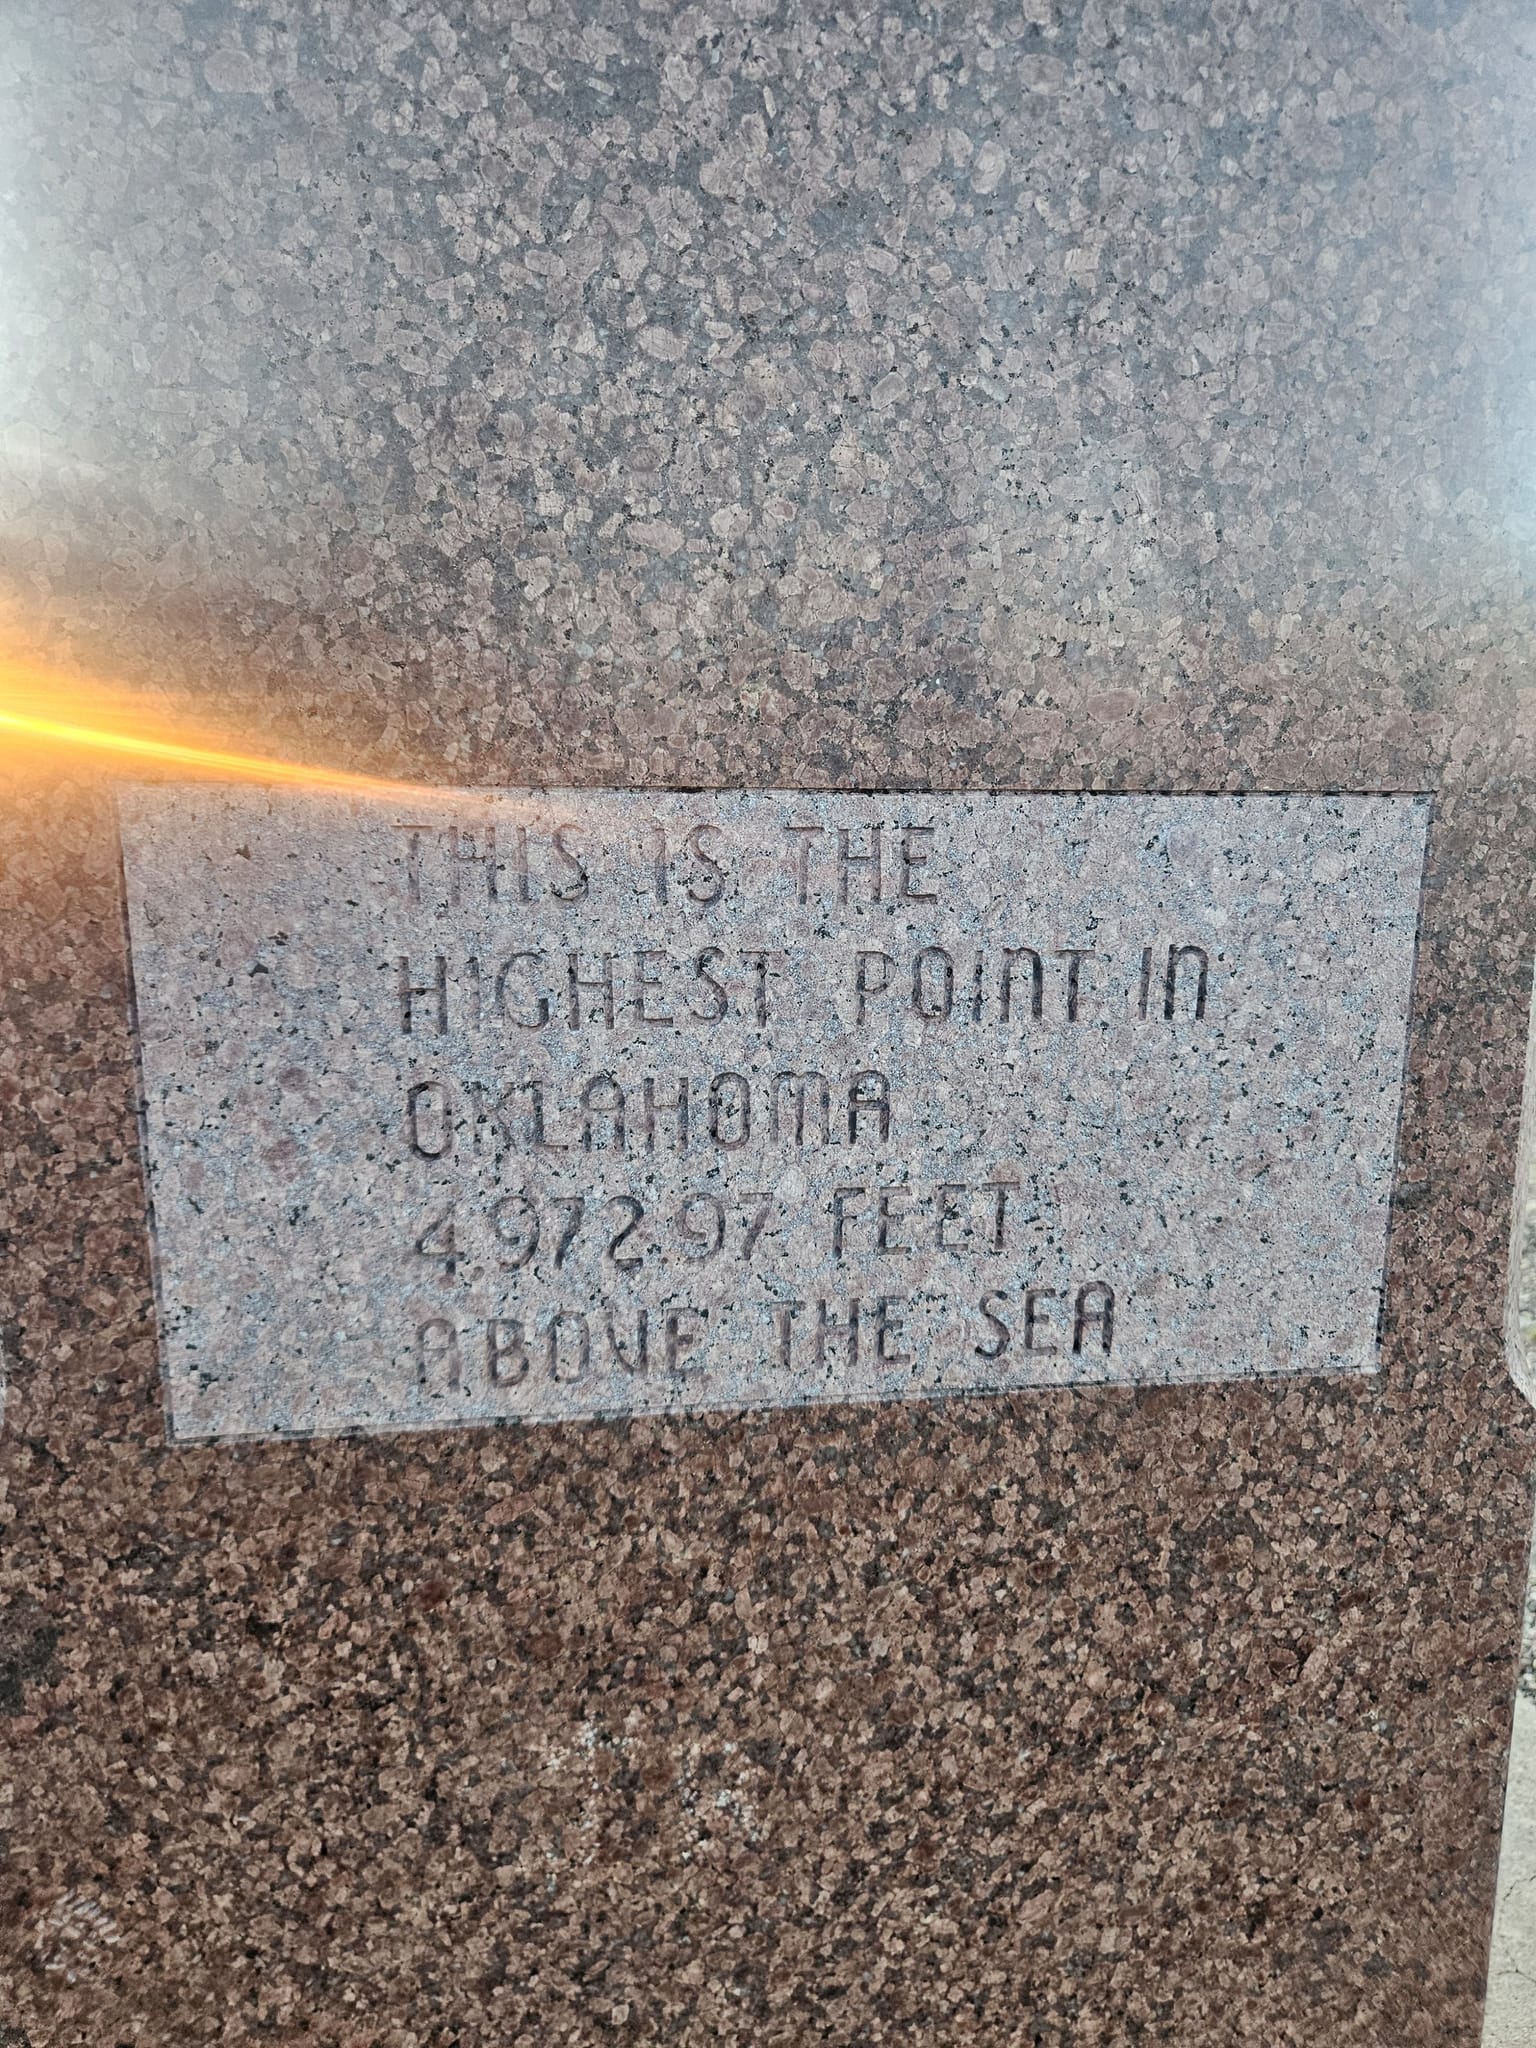 THIS IS THE
HIGHEST POINT IN
OKLAHOMA
4,972.97 FEET
ABOVE THE SEA